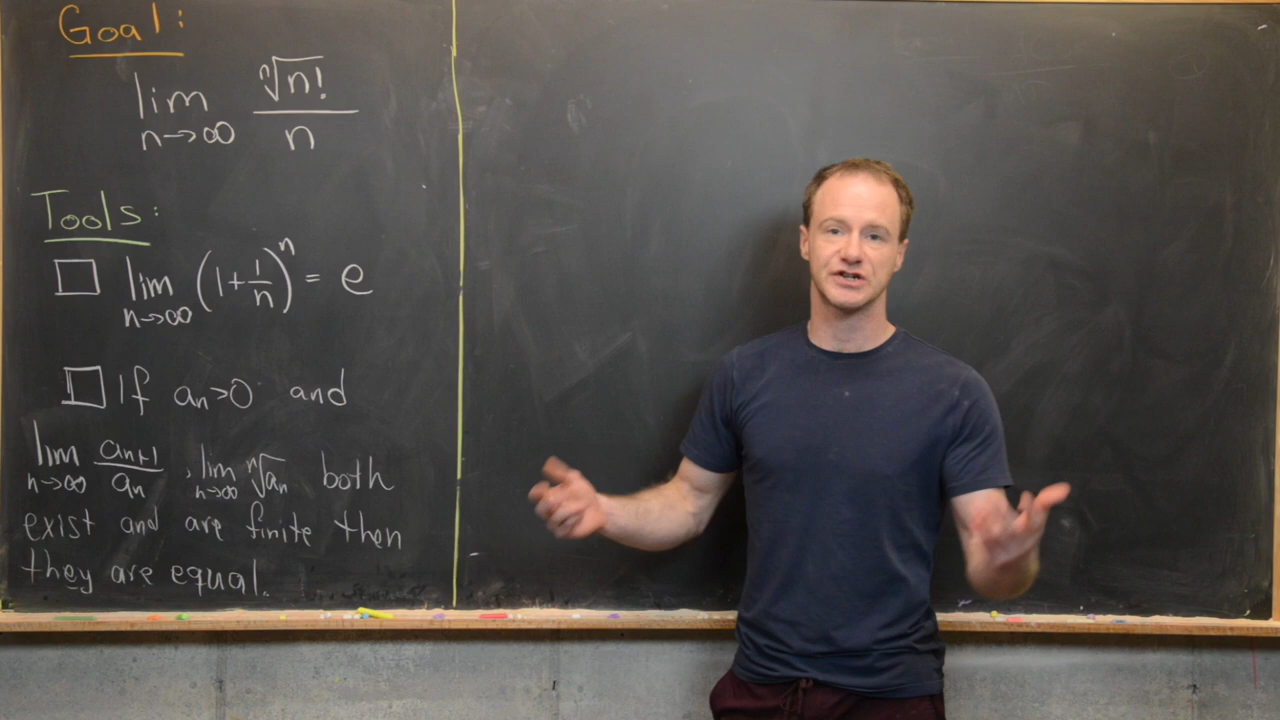 Goal:
lim n→∞ ⁿ√n! / n
Tools:
□ lim n→∞ (1+1/n)ⁿ = e
□ If aₙ>0 and
lim n→∞ aₙ₊₁/aₙ , lim n→∞ ⁿ√aₙ both
exist and are finite then
they are equal.